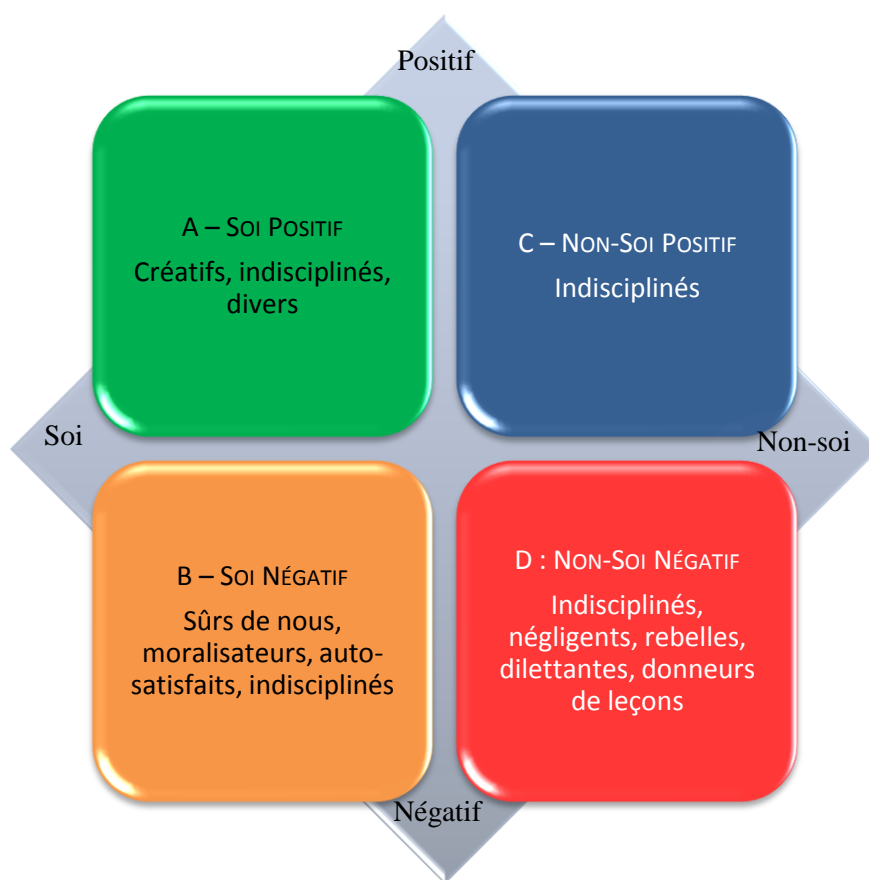 Positif
A – SOI POSITIF
Créatifs, indisciplinés,
divers
C – NON-SOI POSITIF
Indisciplinés
Soi
Non-soi
B – SOI NÉGATIF
Sûrs de nous,
moralisateurs, auto-
satisfaits, indisciplinés
D : NON-SOI NÉGATIF
Indisciplinés,
négligents, rebelles,
dilettantes, donneurs
de leçons
Négatif